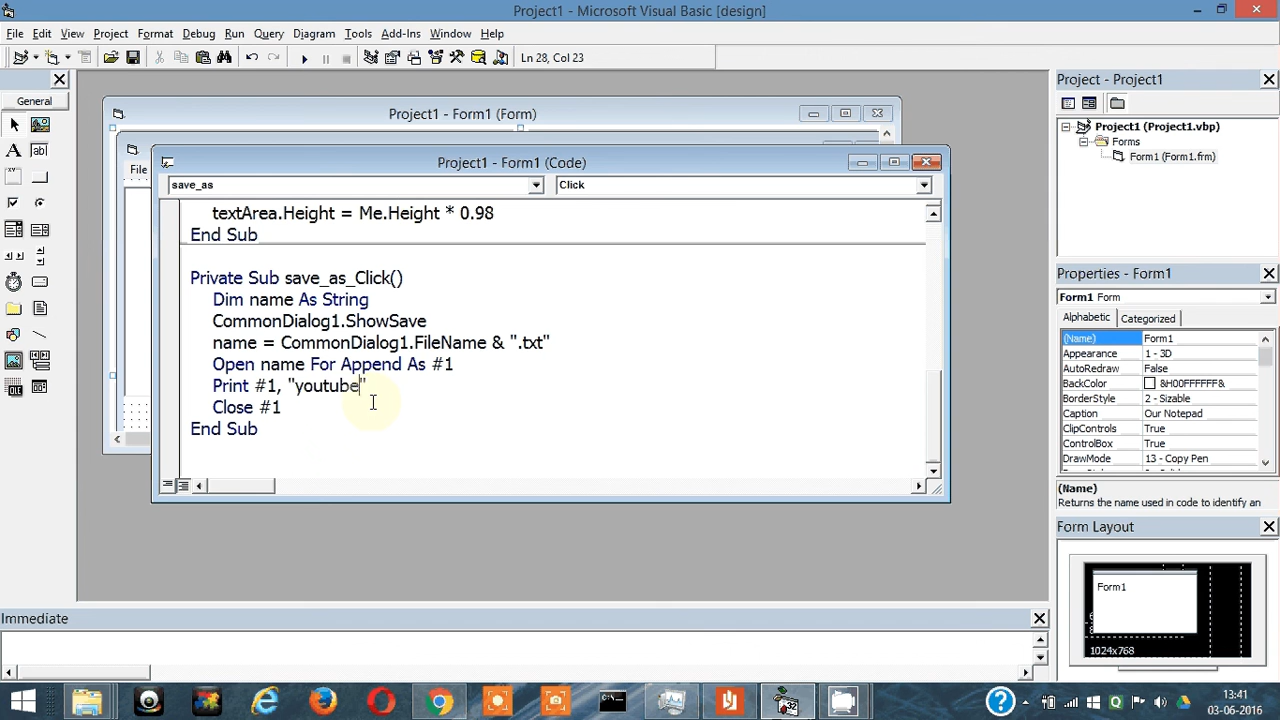 Project1 - Microsoft Visual Basic [design]
File Edit View Project Format Debug Run Query Diagram Tools Add-Ins Window Help
Ln 28, Col 23
General
Project1 - Form1 (Form)
File
Project1 - Form1 (Code)
save_as Click
textArea.Height = Me.Height * 0.98
End Sub
Private Sub save_as_Click()
Dim name As String
CommonDialog1.ShowSave
name = CommonDialog1.FileName & ".txt"
Open name For Append As #1
Print #1, "youtube"
Close #1
End Sub
Project - Project1
Project1 (Project1.vbp)
Forms
Form1 (Form1.frm)
Properties - Form1
Form1 Form
Alphabetic Categorized
(Name) Form1
Appearance 1 - 3D
AutoRedraw False
BackColor &H00FFFFFF&
BorderStyle 2 - Sizable
Caption Our Notepad
ClipControls True
ControlBox True
DrawMode 13 - Copy Pen
(Name)
Returns the name used in code to identify an
Form Layout
Form1
1024x768
Immediate
13:41
03-06-2016